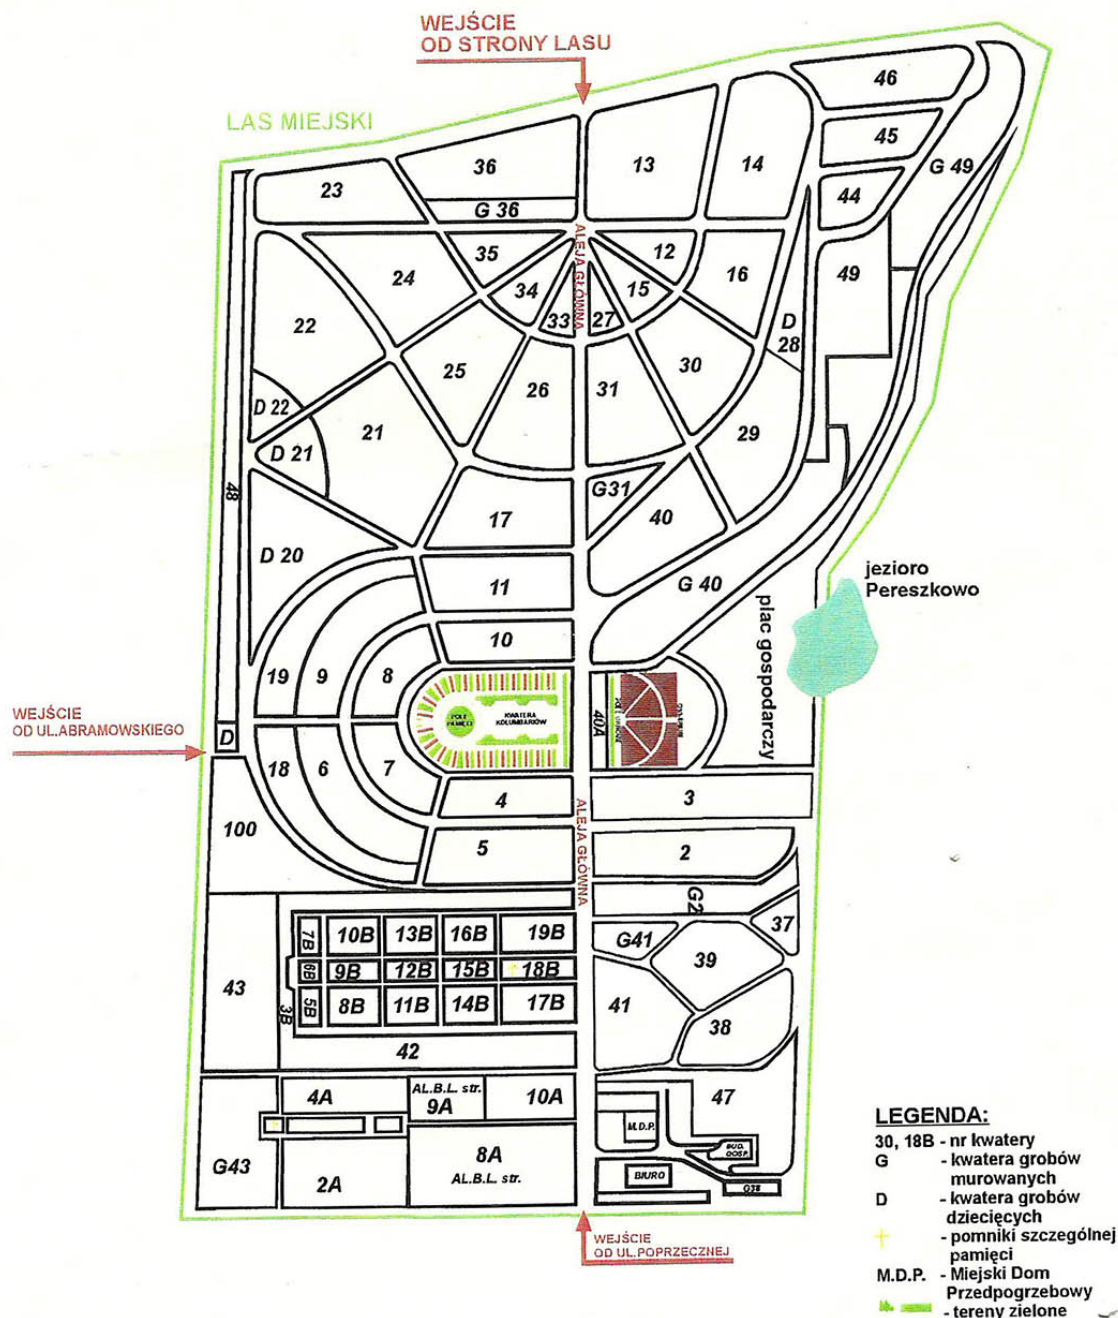 WEJŚCIE
OD STRONY LASU
LAS MIEJSKI
46
45
44
G 49
36
13
14
23
G 36
ALEJA GŁÓWNA
35
12
24
34
15
16
49
22
33
27
D
28
25
26
31
30
D 22
21
29
D 21
48
G31
17
40
D 20
11
G 40
jezioro
Pereszkowo
plac gospodarczy
10
19
9
8
POLE
PAMIĘCI
KWATERA
KOLUMBARIÓW
40A
WEJŚCIE
OD UL.ABRAMOWSKIEGO
D
18
6
7
4
3
100
ALEJA GŁÓWNA
5
2
G2
37
7B
10B
13B
16B
19B
G41
39
6B
9B
12B
15B
18B
43
5B
8B
11B
14B
17B
41
38
3B
42
4A
AL.B.L. str.
9A
10A
47
M.D.P.
BUD.
GOSP.
G43
8A
AL.B.L. str.
2A
BIURO
G38
WEJŚCIE
OD UL.POPRZECZNEJ
LEGENDA:
30, 18B - nr kwatery
G - kwatera grobów
murowanych
D - kwatera grobów
dziecięcych
- pomniki szczególnej
pamięci
M.D.P. - Miejski Dom
Przedpogrzebowy
- tereny zielone